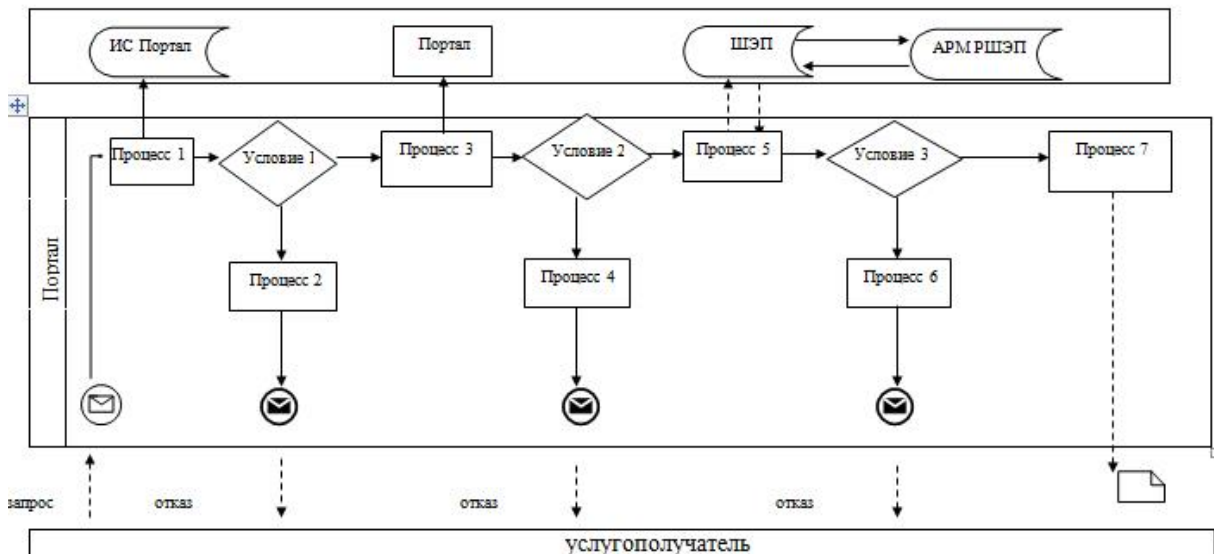 ИС Портал
Портал
ШЭП
АРМ РШЭП
Портал
Процесс 1
Условие 1
Процесс 3
Условие 2
Процесс 5
Условие 3
Процесс 7
Процесс 2
Процесс 4
Процесс 6
запрос
отказ
отказ
отказ
услугополучатель